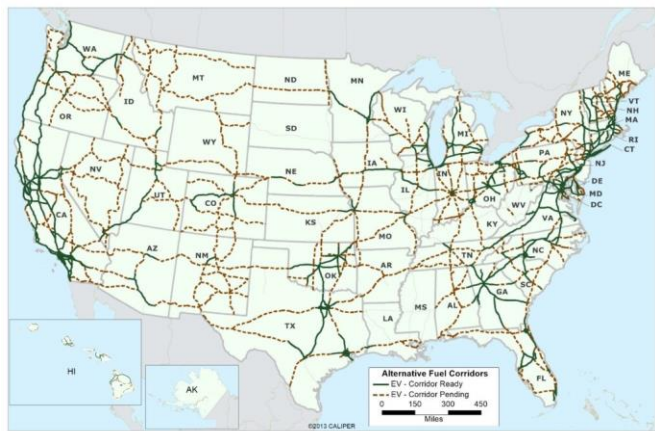 WA
MT
ND
MN
ME
OR
ID
WI
VT
NH
NY
MA
SD
MI
WY
RI
CT
IA
PA
NJ
NE
NV
IL
IN
OH
DE
UT
MD
CO
WV
DC
CA
KS
VA
MO
KY
AZ
NM
OK
AR
TN
NC
SC
MS
AL
GA
TX
LA
HI
AK
FL
Alternative Fuel Corridors
EV - Corridor Ready
EV - Corridor Pending
0 150 300 450
Miles
©2013 CALIPER